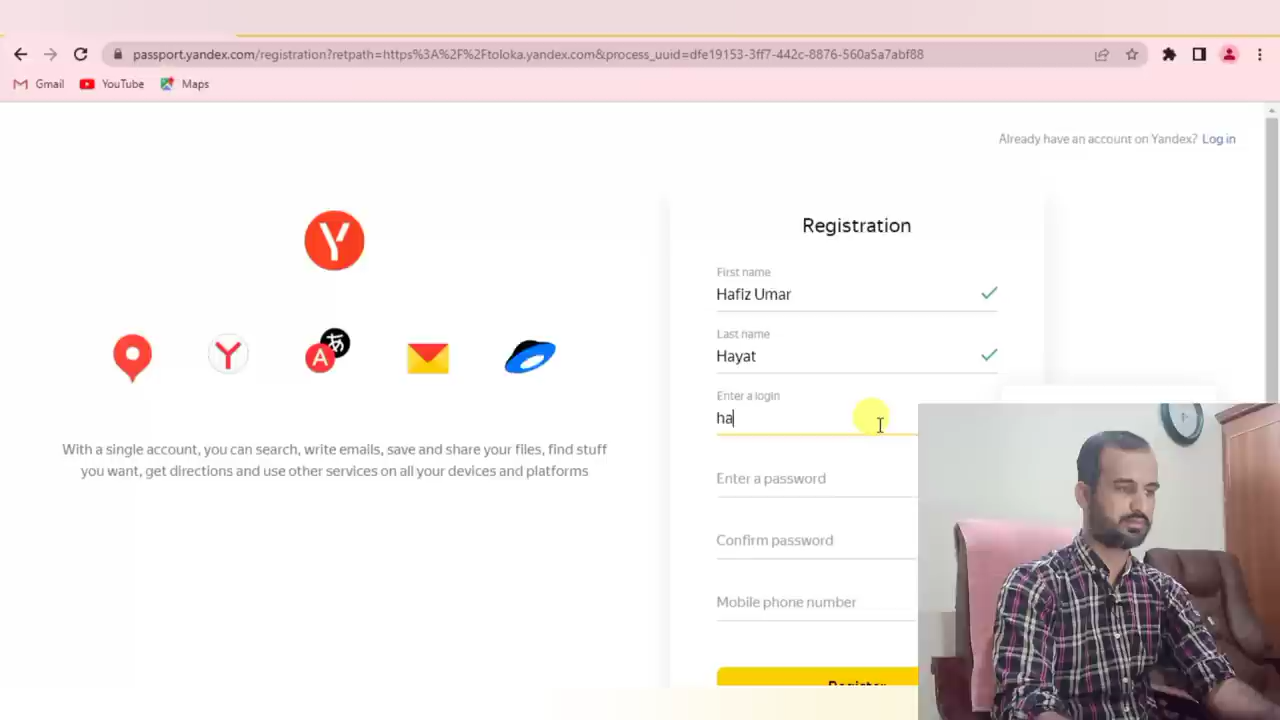 passport.yandex.com/registration?retpath=https%3A%2F%2Ftoloka.yandex.com&process_uuid=dfe19153-3ff7-442c-8876-560a5a7abf88
Gmail YouTube Maps
Already have an account on Yandex? Log in
Registration
First name
Hafiz Umar
Last name
Hayat
Enter a login
ha
With a single account, you can search, write emails, save and share your files, find stuff
you want, get directions and use other services on all your devices and platforms
Enter a password
Confirm password
Mobile phone number
Register